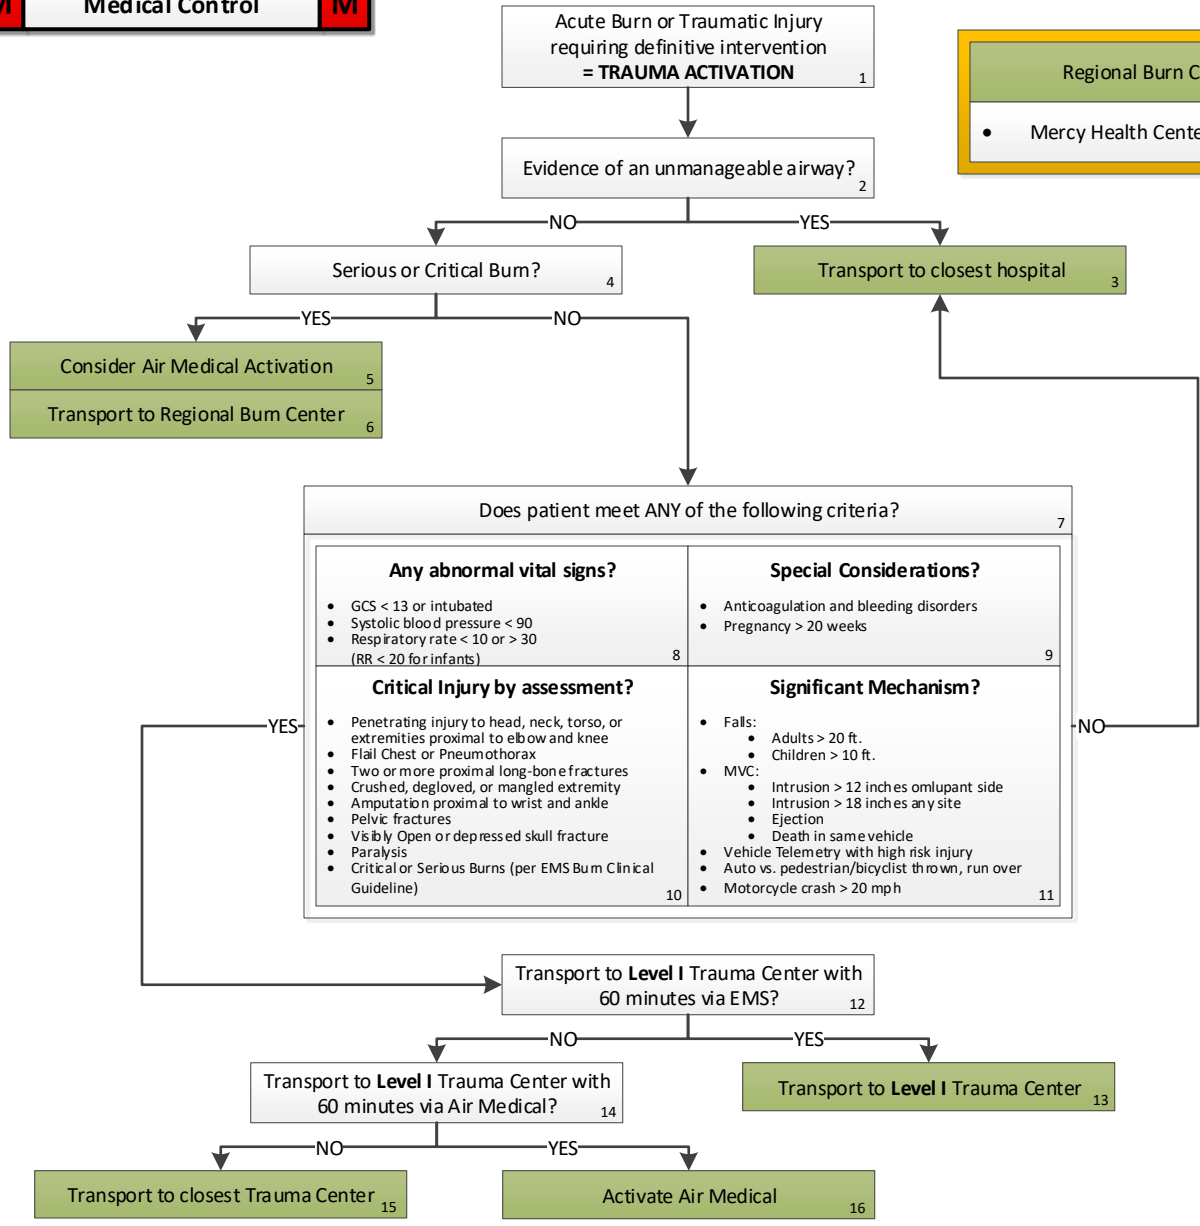 M Medical Control M
Acute Burn or Traumatic Injury
requiring definitive intervention
= TRAUMA ACTIVATION
1
Regional Burn C
• Mercy Health Cente
Evidence of an unmanageable airway?
2
NO
YES
Serious or Critical Burn?
4
Transport to closest hospital
3
YES
NO
Consider Air Medical Activation
5
Transport to Regional Burn Center
6
Does patient meet ANY of the following criteria?
7
Any abnormal vital signs?
• GCS < 13 or intubated
• Systolic blood pressure < 90
• Respiratory rate < 10 or > 30
(RR < 20 for infants)
8
Special Considerations?
• Anticoagulation and bleeding disorders
• Pregnancy > 20 weeks
9
Critical Injury by assessment?
• Penetrating injury to head, neck, torso, or
extremities proximal to elbow and knee
• Flail Chest or Pneumothorax
• Two or more proximal long-bone fractures
• Crushed, degloved, or mangled extremity
• Amputation proximal to wrist and ankle
• Pelvic fractures
• Visibly Open or depressed skull fracture
• Paralysis
• Critical or Serious Burns (per EMS Burn Clinical
Guideline)
10
Significant Mechanism?
• Falls:
• Adults > 20 ft.
• Children > 10 ft.
• MVC:
• Intrusion > 12 inches omlupant side
• Intrusion > 18 inches any site
• Ejection
• Death in same vehicle
• Vehicle Telemetry with high risk injury
• Auto vs. pedestrian/bicyclist thrown, run over
• Motorcycle crash > 20 mph
11
YES
NO
Transport to Level I Trauma Center with
60 minutes via EMS?
12
NO
YES
Transport to Level I Trauma Center with
60 minutes via Air Medical?
14
Transport to Level I Trauma Center
13
NO
YES
Transport to closest Trauma Center
15
Activate Air Medical
16